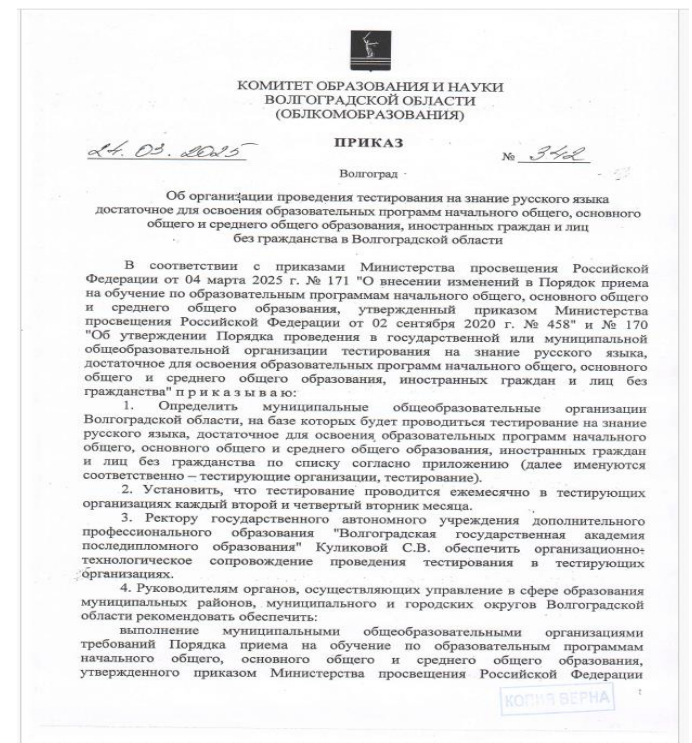 КОМИТЕТ ОБРАЗОВАНИЯ И НАУКИ
ВОЛГОГРАДСКОЙ ОБЛАСТИ
(ОБЛКОМОБРАЗОВАНИЯ)
ПРИКАЗ
24.03.2025 № 342
Волгоград
Об организации проведения тестирования на знание русского языка
достаточное для освоения образовательных программ начального общего, основного
общего и среднего общего образования, иностранных граждан и лиц
без гражданства в Волгоградской области
В соответствии с приказами Министерства просвещения Российской
Федерации от 04 марта 2025 г. № 171 "О внесении изменений в Порядок приема
на обучение по образовательным программам начального общего, основного общего
и среднего общего образования, утвержденный приказом Министерства
просвещения Российской Федерации от 02 сентября 2020 г. № 458" и № 170
"Об утверждении Порядка проведения в государственной или муниципальной
общеобразовательной организации тестирования на знание русского языка,
достаточное для освоения образовательных программ начального общего, основного
общего и среднего общего образования, иностранных граждан и лиц без
гражданства" п р и к а з ы в а ю:
1. Определить муниципальные общеобразовательные организации
Волгоградской области, на базе которых будет проводиться тестирование на знание
русского языка, достаточное для освоения образовательных программ начального
общего, основного общего и среднего общего образования, иностранных граждан
и лиц без гражданства по списку согласно приложению (далее именуются
соответственно – тестирующие организации, тестирование).
2. Установить, что тестирование проводится ежемесячно в тестирующих
организациях каждый второй и четвертый вторник месяца.
3. Ректору государственного автономного учреждения дополнительного
профессионального образования "Волгоградская государственная академия
последипломного образования" Куликовой С.В. обеспечить организационно-
технологическое сопровождение проведения тестирования в тестирующих
организациях.
4. Руководителям органов, осуществляющих управление в сфере образования
муниципальных районов, муниципального и городских округов Волгоградской
области рекомендовать обеспечить:
выполнение муниципальными общеобразовательными организациями
требований Порядка приема на обучение по образовательным программам
начального общего, основного общего и среднего общего образования,
утвержденного приказом Министерства просвещения Российской Федерации
КОПИЯ ВЕРНА